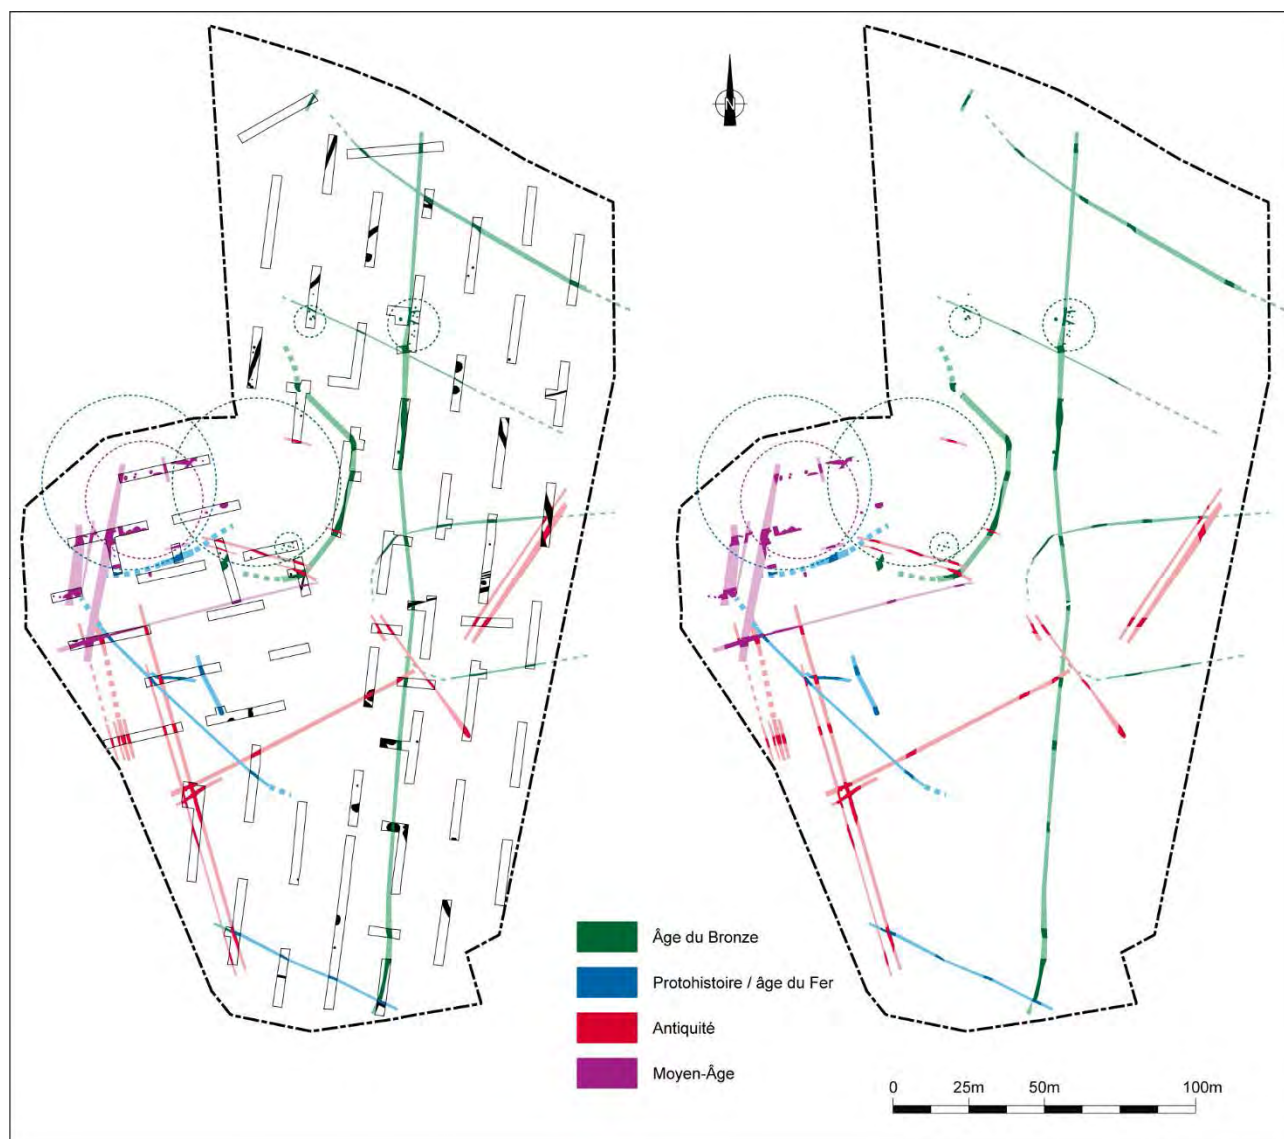 N
Âge du Bronze
Protohistoire / âge du Fer
Antiquité
Moyen-Âge
0 25m 50m 100m